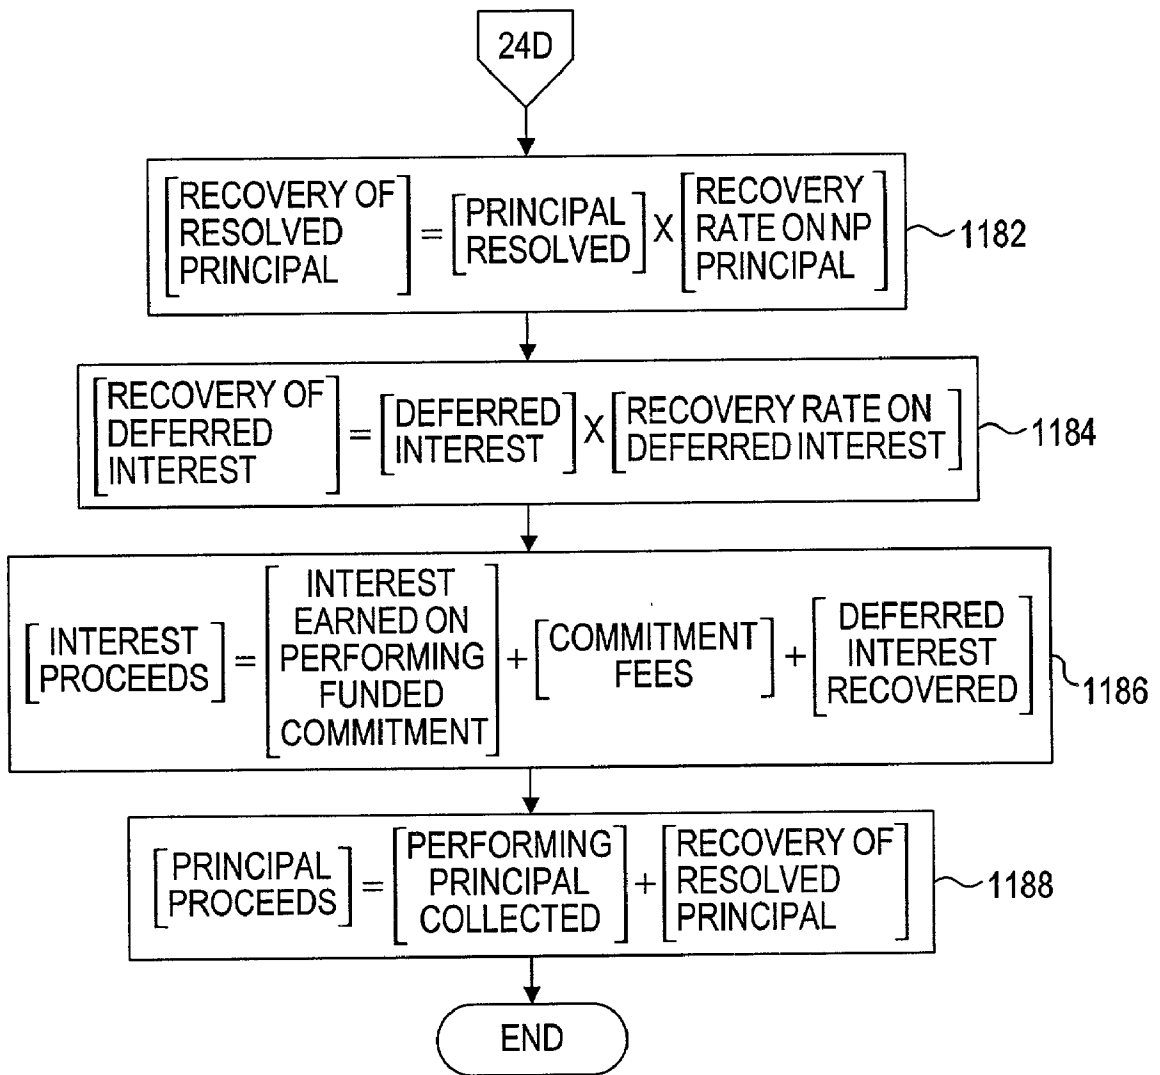 24D
[RECOVERY OF RESOLVED PRINCIPAL] = [PRINCIPAL RESOLVED] X [RECOVERY RATE ON NP PRINCIPAL]
1182
[RECOVERY OF DEFERRED INTEREST] = [DEFERRED INTEREST] X [RECOVERY RATE ON DEFERRED INTEREST]
1184
[INTEREST PROCEEDS] = [INTEREST EARNED ON PERFORMING FUNDED COMMITMENT] + [COMMITMENT FEES] + [DEFERRED INTEREST RECOVERED]
1186
[PRINCIPAL PROCEEDS] = [PERFORMING PRINCIPAL COLLECTED] + [RECOVERY OF RESOLVED PRINCIPAL]
1188
END